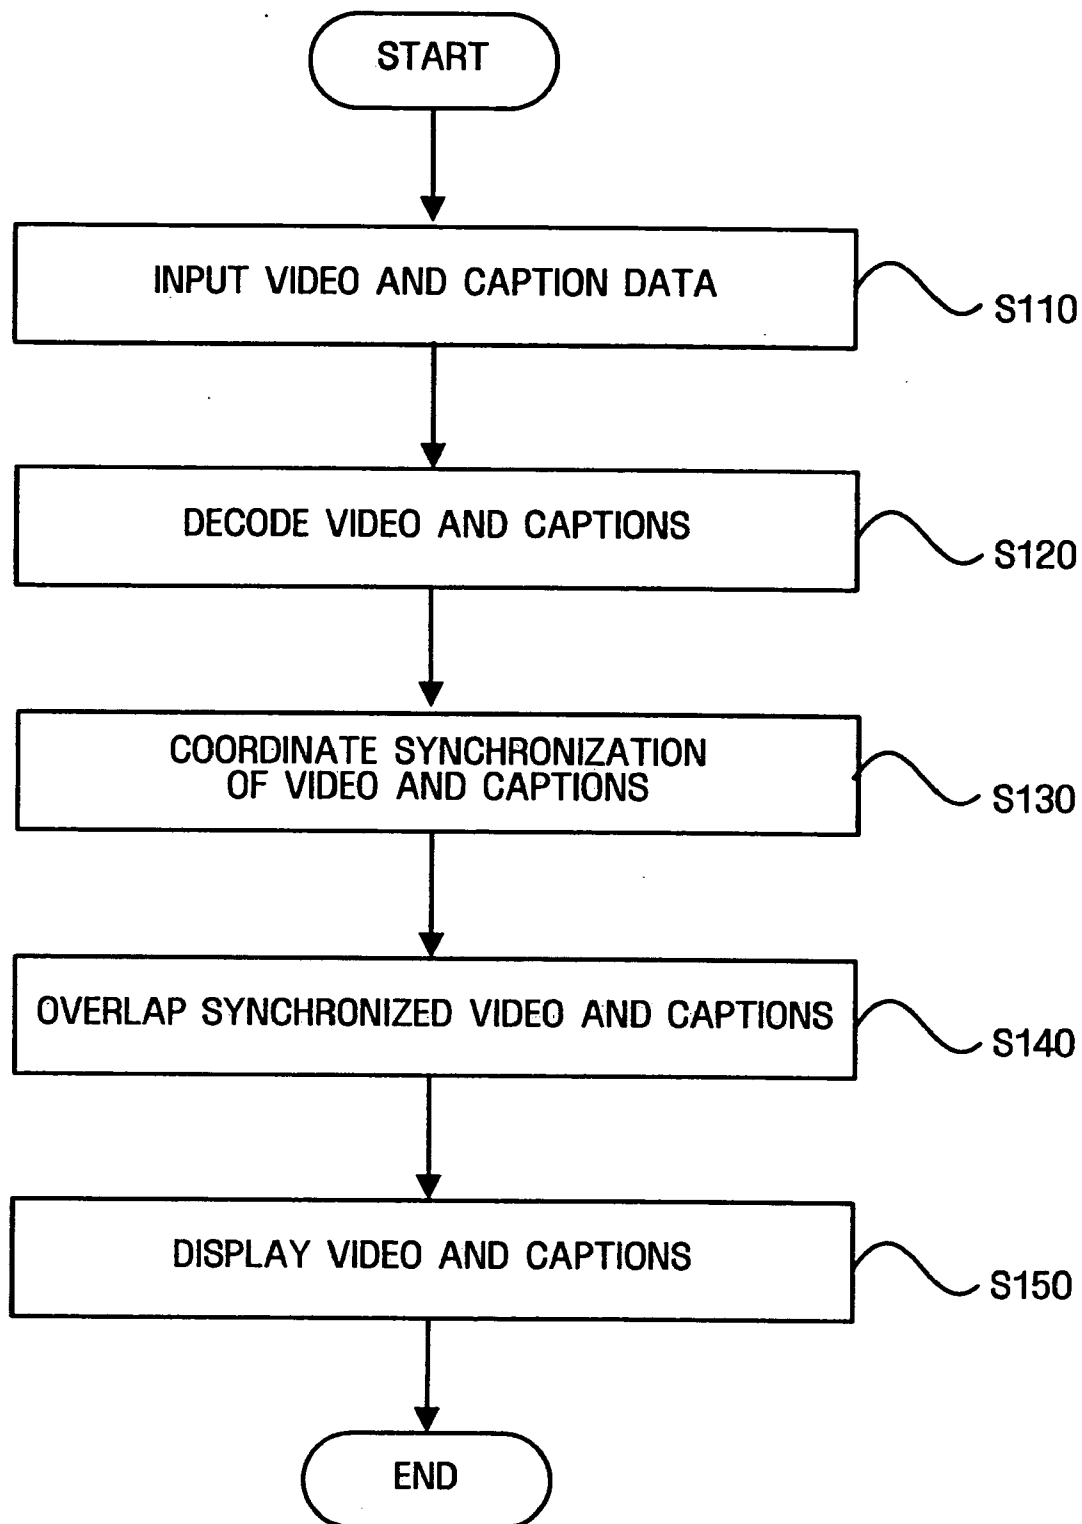 START
INPUT VIDEO AND CAPTION DATA
S110
DECODE VIDEO AND CAPTIONS
S120
COORDINATE SYNCHRONIZATION
OF VIDEO AND CAPTIONS
S130
OVERLAP SYNCHRONIZED VIDEO AND CAPTIONS
S140
DISPLAY VIDEO AND CAPTIONS
S150
END